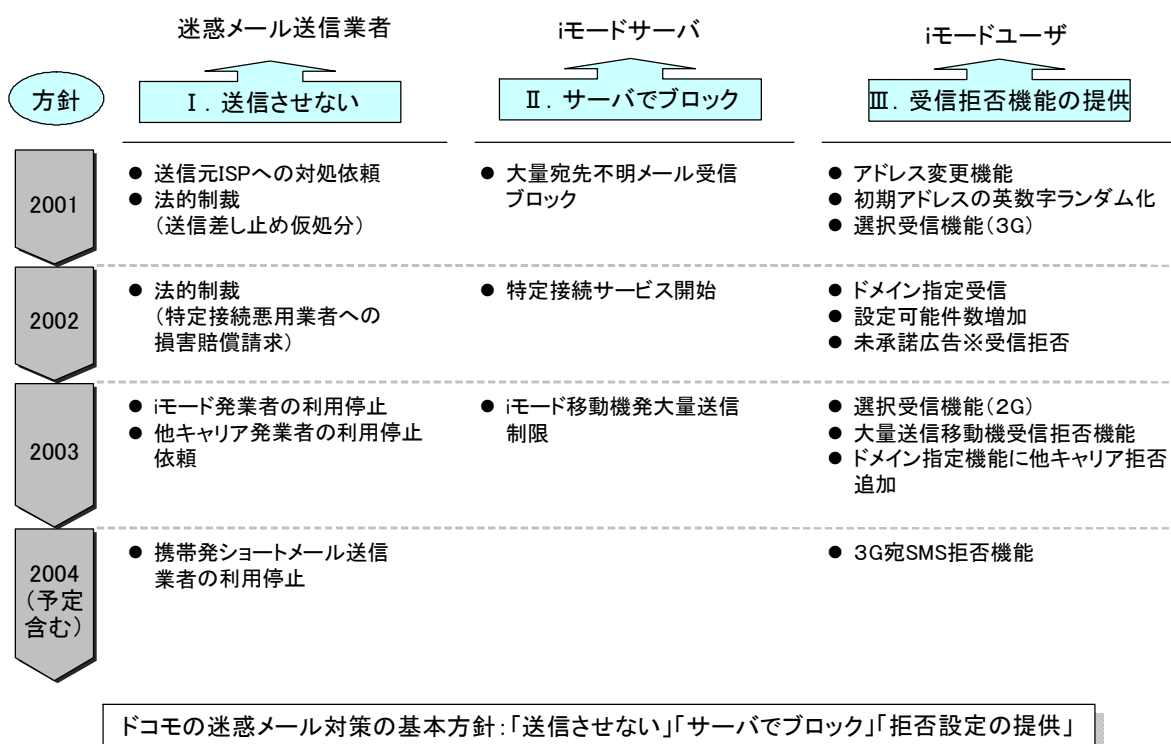 迷惑メール送信業者
iモードサーバ
iモードユーザ
方針
Ⅰ．送信させない
Ⅱ．サーバでブロック
Ⅲ．受信拒否機能の提供
2001
● 送信元ISPへの対処依頼
● 法的制裁
（送信差し止め仮処分）
● 大量宛先不明メール受信
ブロック
● アドレス変更機能
● 初期アドレスの英数字ランダム化
● 選択受信機能（3G）
2002
● 法的制裁
（特定接続悪用業者への
損害賠償請求）
● 特定接続サービス開始
● ドメイン指定受信
● 設定可能件数増加
● 未承諾広告※受信拒否
2003
● iモード発業者の利用停止
● 他キャリア発業者の利用停止
依頼
● iモード移動機発大量送信
制限
● 選択受信機能（2G）
● 大量送信移動機受信拒否機能
● ドメイン指定機能に他キャリア拒否
追加
2004
（予定
含む）
● 携帯発ショートメール送信
業者の利用停止
● 3G宛SMS拒否機能
ドコモの迷惑メール対策の基本方針：「送信させない」「サーバでブロック」「拒否設定の提供」